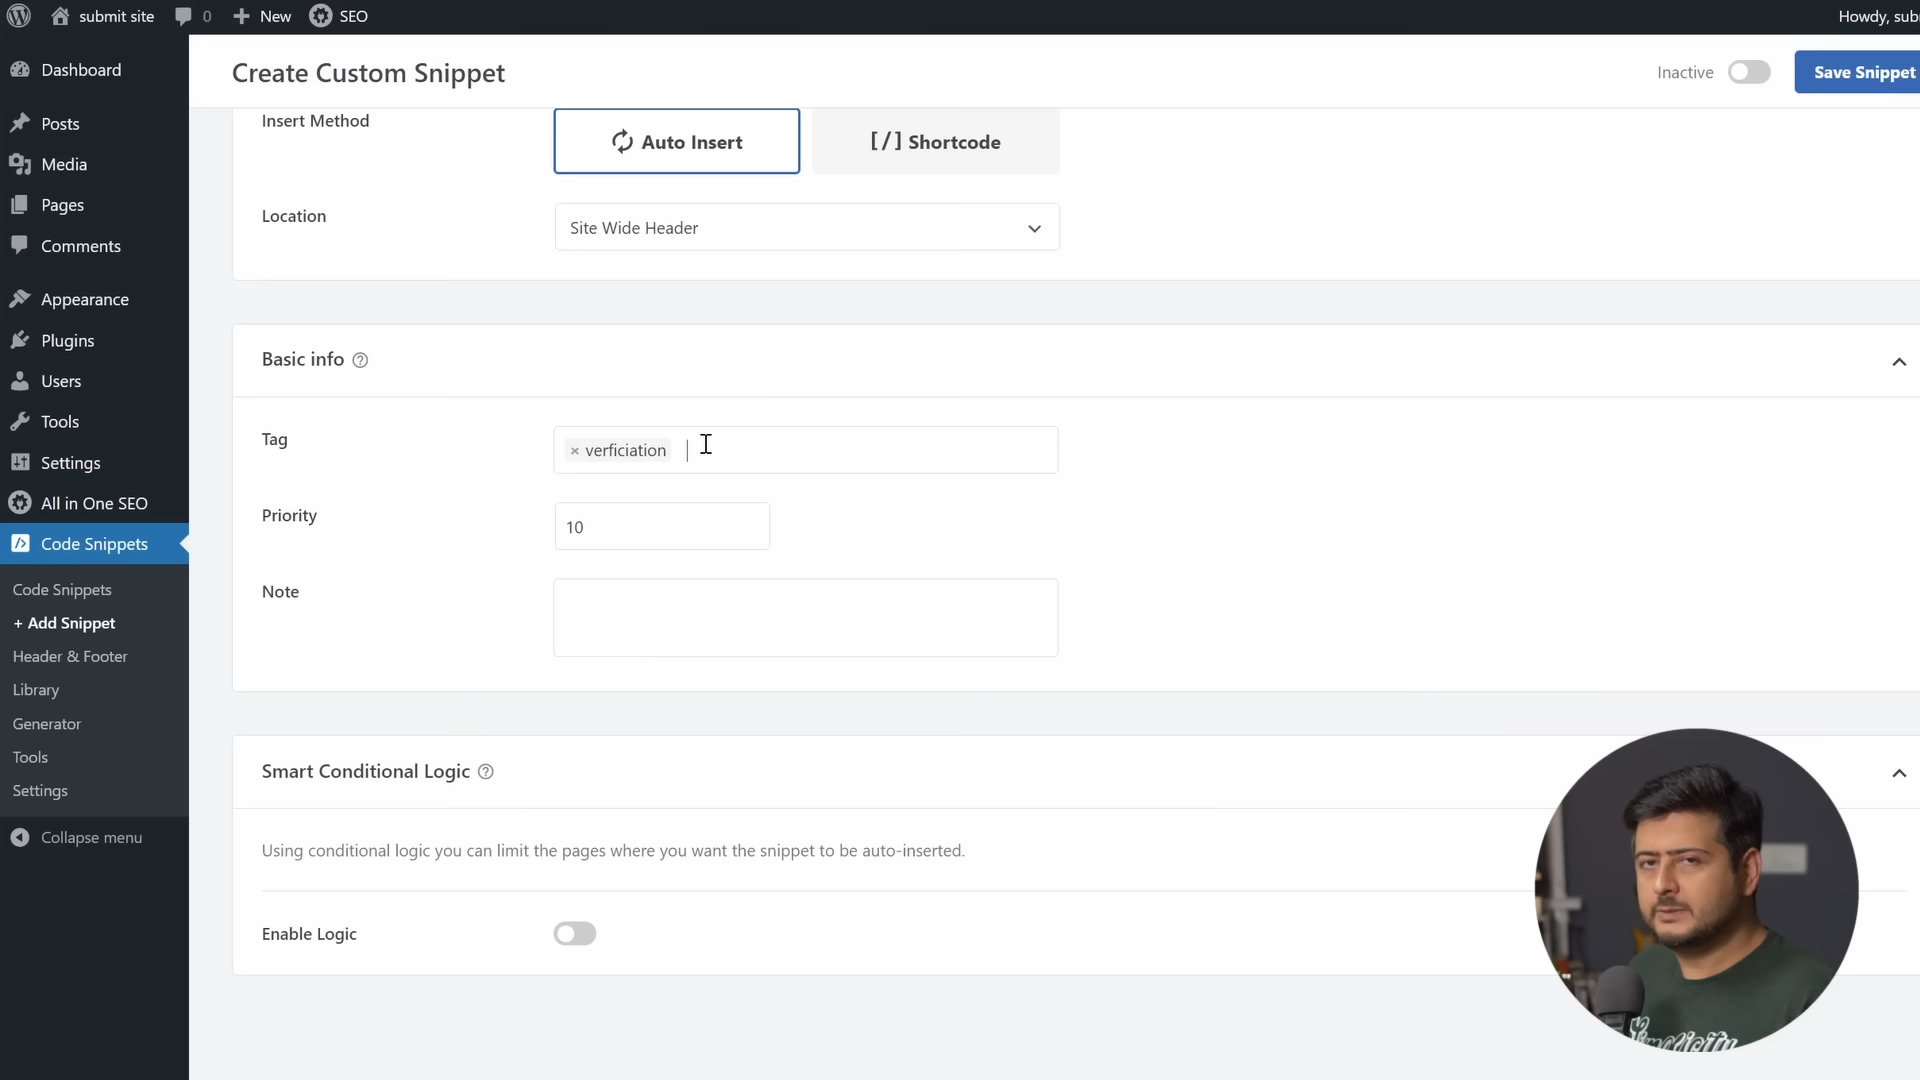 submit site 0 New SEO Howdy, sub
Dashboard
Posts
Media
Pages
Comments
Appearance
Plugins
Users
Tools
Settings
All in One SEO
Code Snippets
Code Snippets
+ Add Snippet
Header & Footer
Library
Generator
Tools
Settings
Collapse menu
Create Custom Snippet
Inactive
Save Snippet
Insert Method
Auto Insert
[/] Shortcode
Location
Site Wide Header
Basic info
Tag
× verficiation
Priority
10
Note
Smart Conditional Logic
Using conditional logic you can limit the pages where you want the snippet to be auto-inserted.
Enable Logic
Simplicity